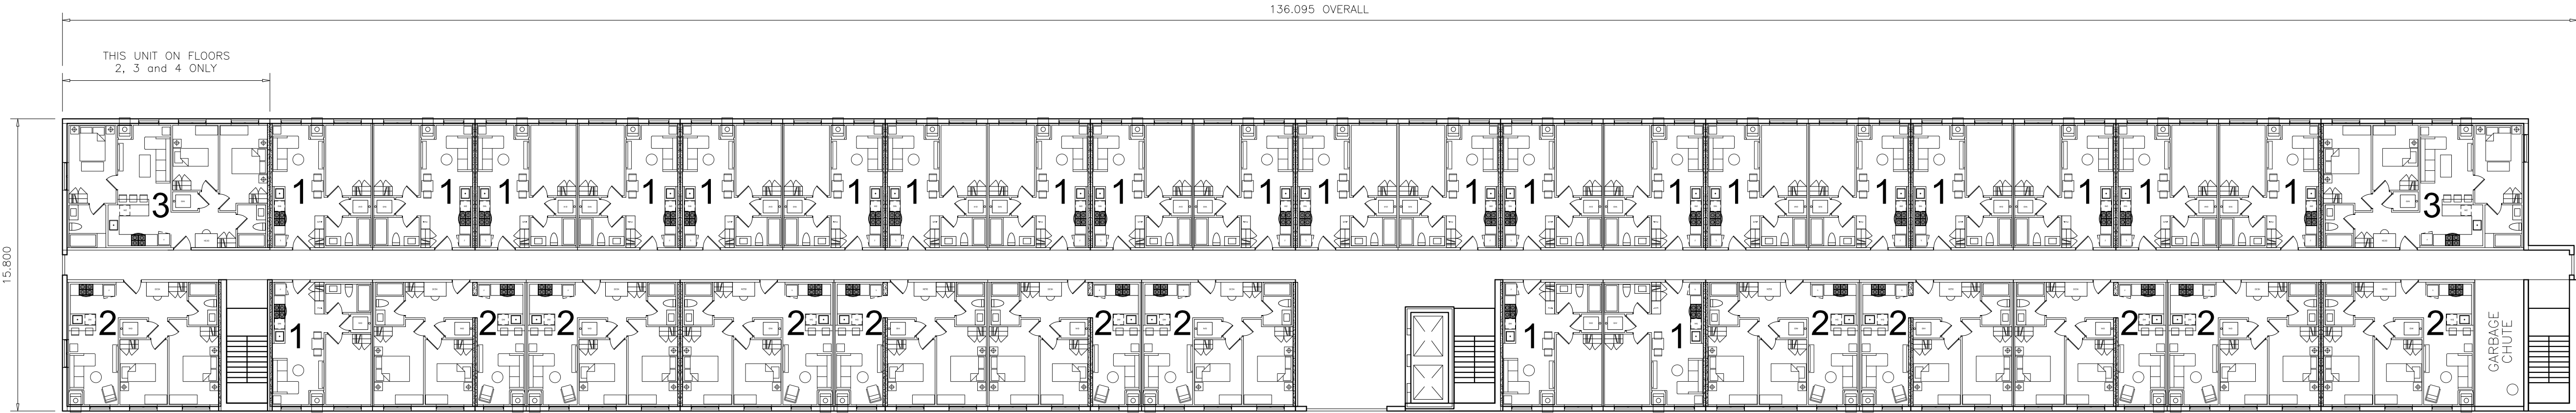 136.095 OVERALL
THIS UNIT ON FLOORS
2, 3 and 4 ONLY
15.800
3 1 1 1 1 1 1 1 1 1 1 1 1 1 1 1 1 1 1 1 1 3
2 1 2 2 2 2 2 2 1 1 2 2 2 2 2
GARBAGE
CHUTE